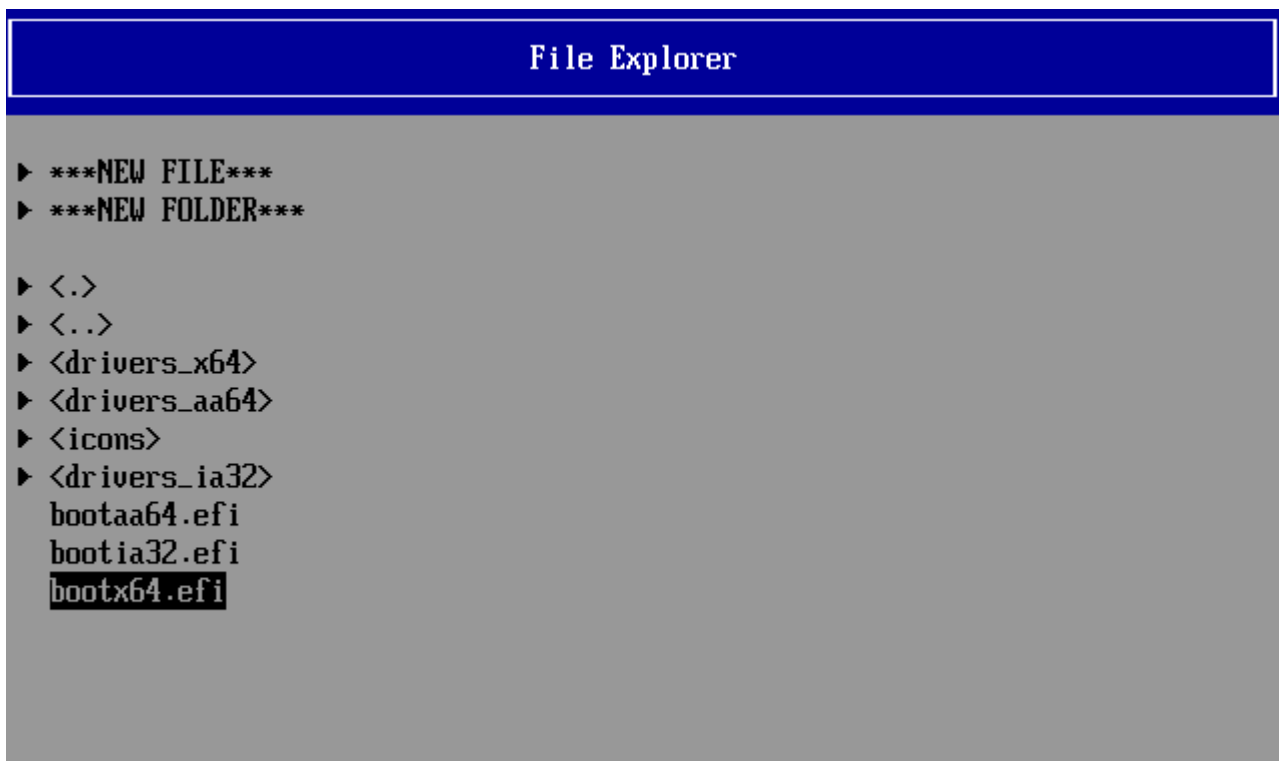 File Explorer
***NEW FILE***
***NEW FOLDER***
<.>
<..>
<drivers_x64>
<drivers_aa64>
<icons>
<drivers_ia32>
bootaa64.efi
bootia32.efi
bootx64.efi